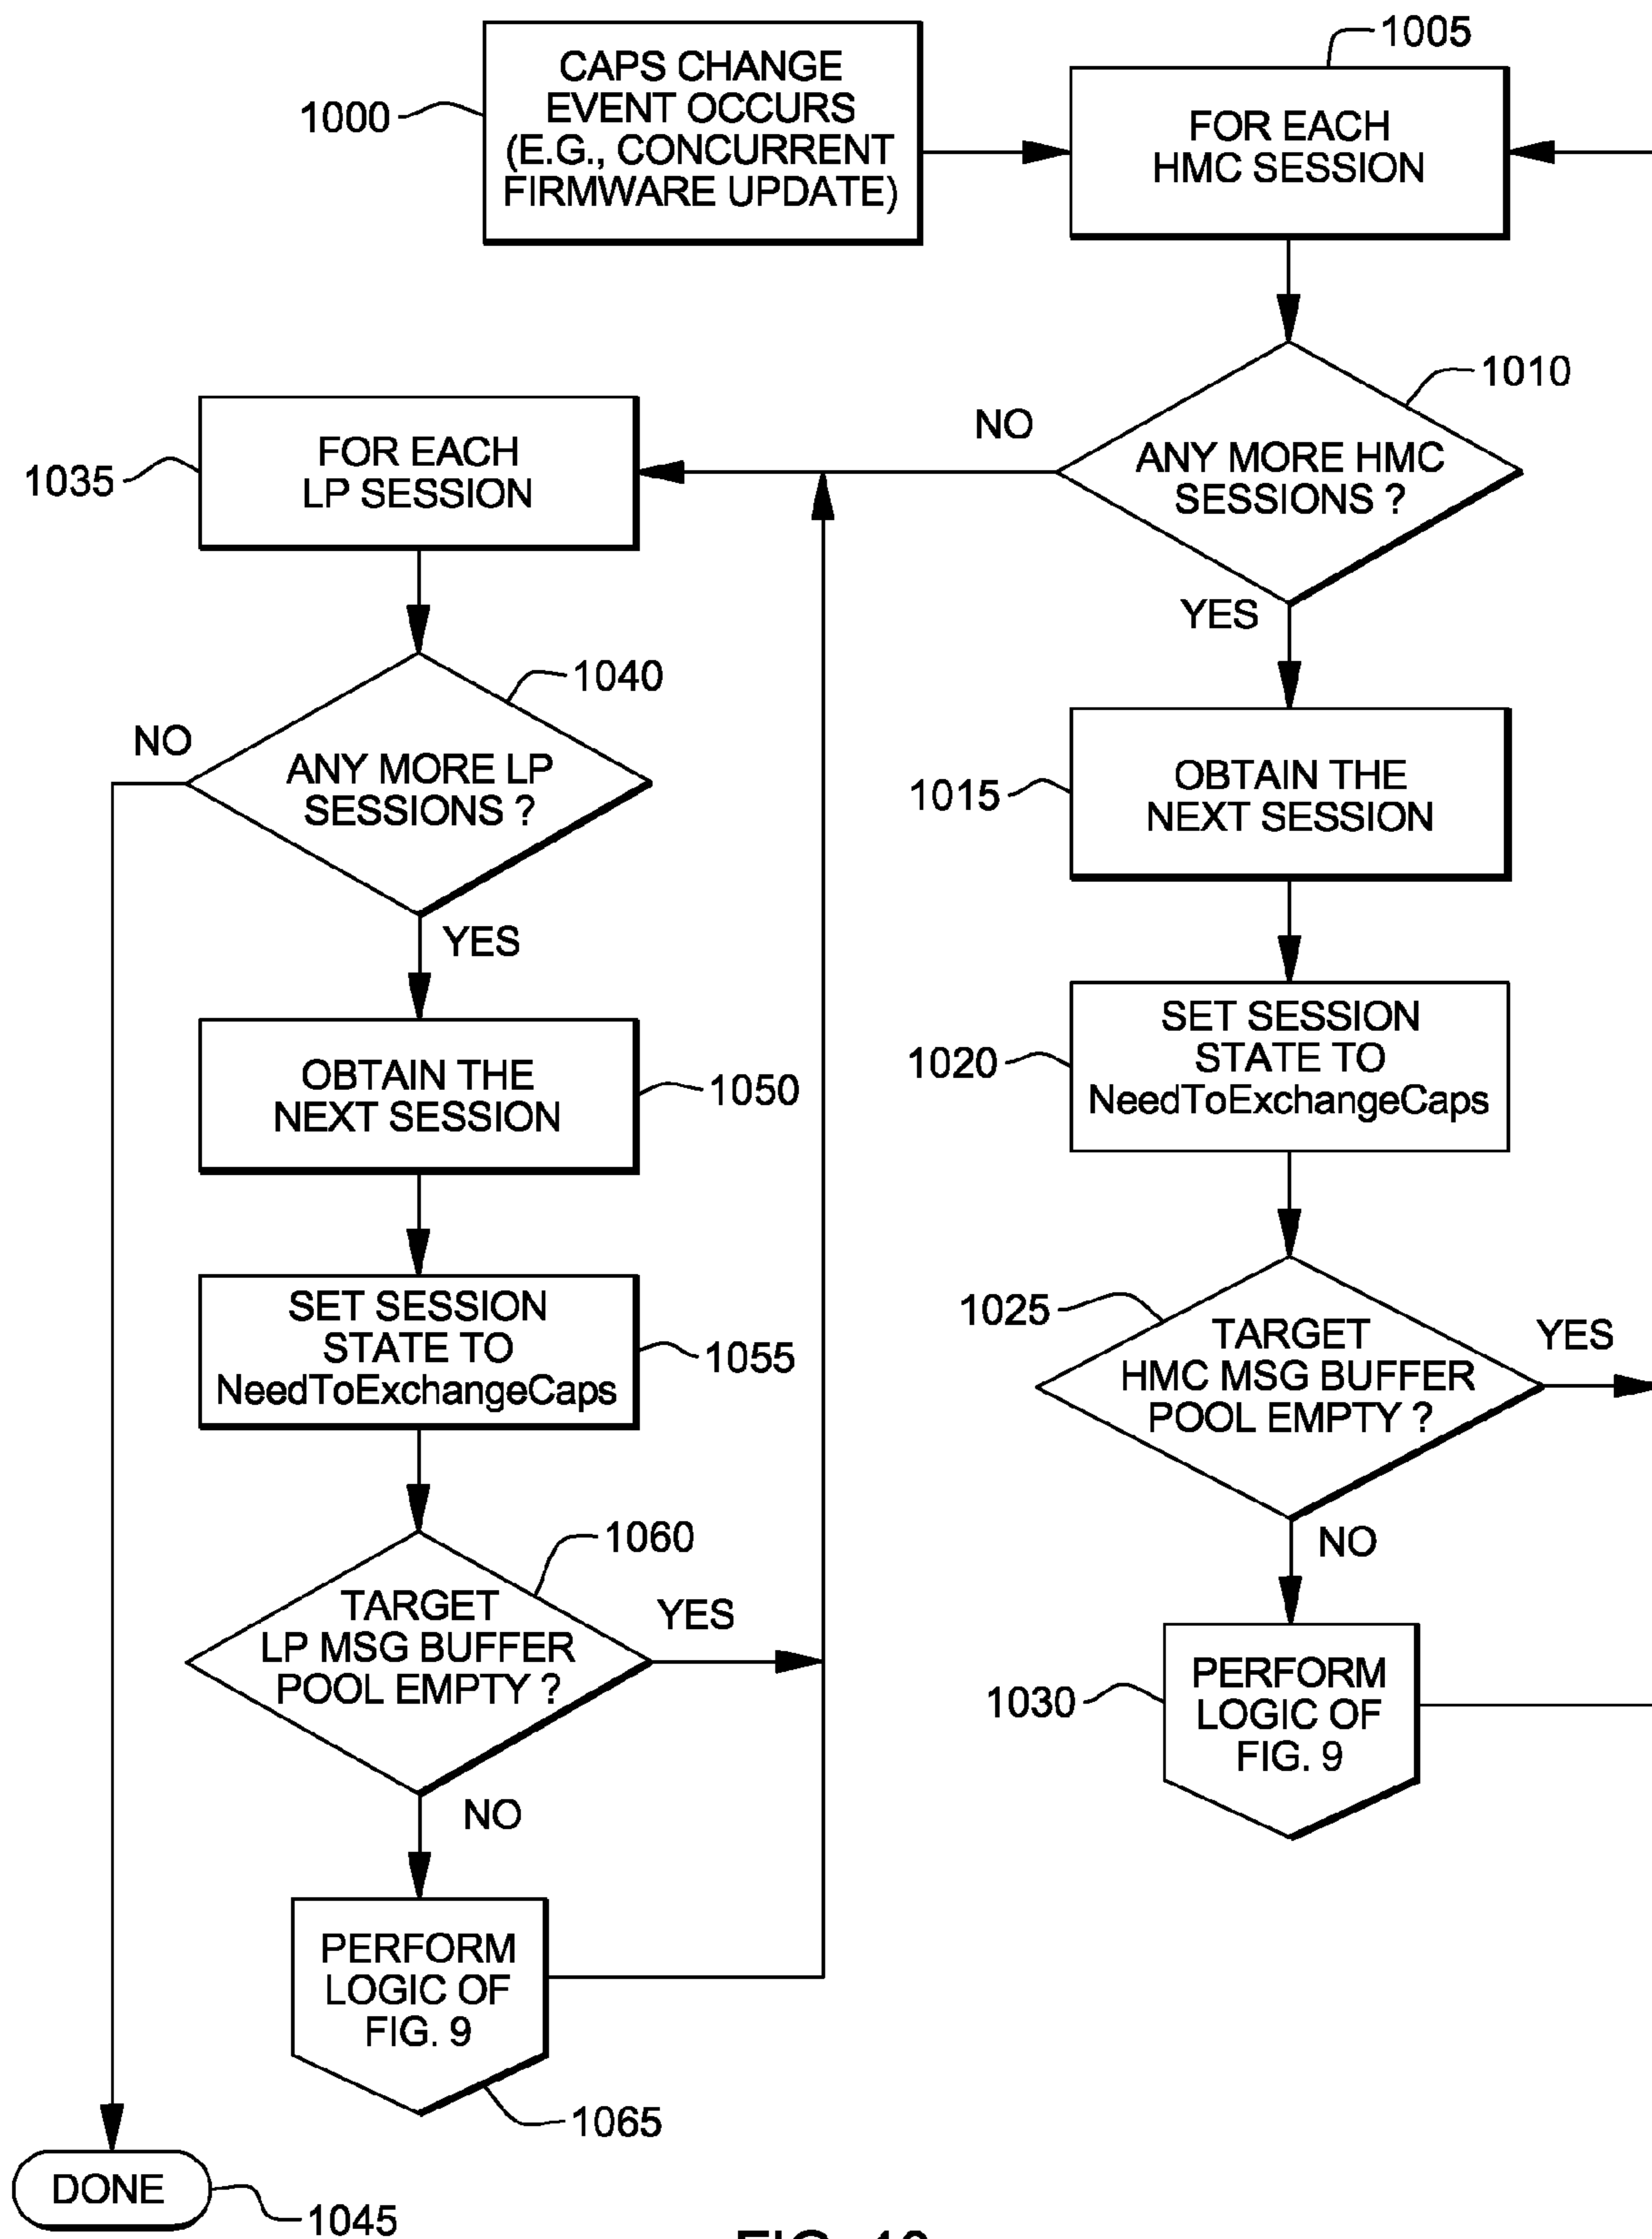 1005
CAPS CHANGE
EVENT OCCURS
(E.G., CONCURRENT
FIRMWARE UPDATE)
1000
FOR EACH
HMC SESSION
1010
ANY MORE HMC
SESSIONS ?
NO
YES
FOR EACH
LP SESSION
1035
1040
ANY MORE LP
SESSIONS ?
NO
YES
OBTAIN THE
NEXT SESSION
1015
OBTAIN THE
NEXT SESSION
1050
SET SESSION
STATE TO
NeedToExchangeCaps
1020
SET SESSION
STATE TO
NeedToExchangeCaps
1055
1025
TARGET
HMC MSG BUFFER
POOL EMPTY ?
YES
NO
1060
TARGET
LP MSG BUFFER
POOL EMPTY ?
YES
NO
PERFORM
LOGIC OF
FIG. 9
1030
PERFORM
LOGIC OF
FIG. 9
1065
DONE
1045